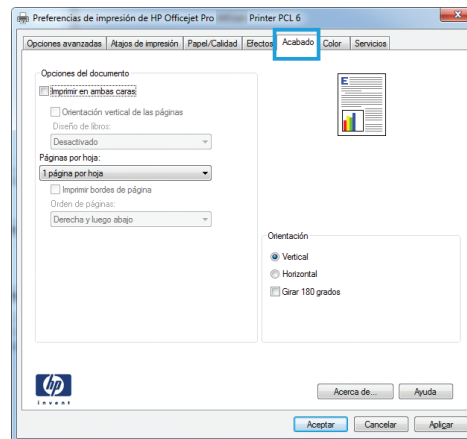 Preferencias de impresión de HP Officejet Pro Printer PCL 6
Opciones avanzadas Atajos de impresión Papel/Calidad Efectos Acabado Color Servicios
Opciones del documento
Imprimir en ambas caras
Orientación vertical de las páginas
Diseño de libros:
Desactivado
Páginas por hoja:
1 página por hoja
Imprimir bordes de página
Orden de páginas:
Derecha y luego abajo
E
Orientación
Vertical
Horizontal
Girar 180 grados
hp
invent
Acerca de... Ayuda
Aceptar Cancelar Aplicar